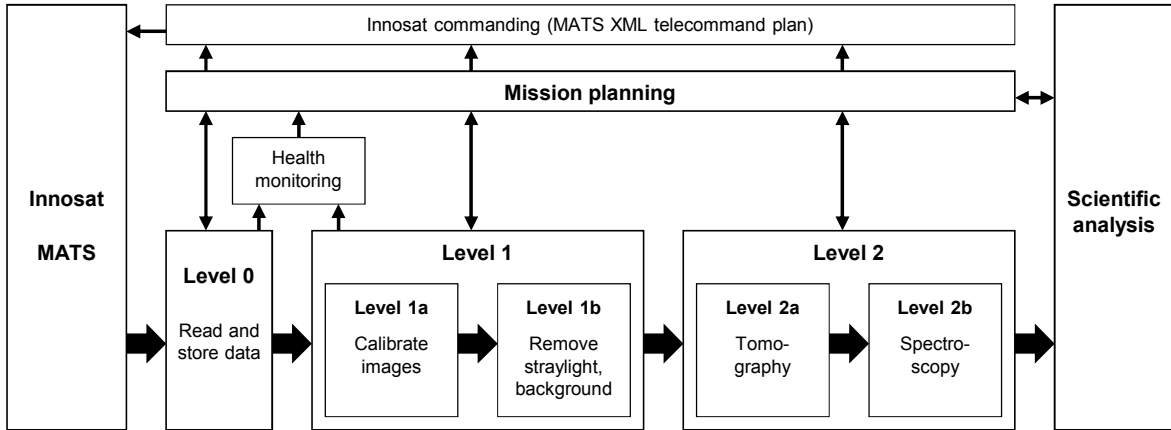 Innosat commanding (MATS XML telecommand plan)
Mission planning
Health
monitoring
Innosat
MATS
Scientific
analysis
Level 0
Read and
store data
Level 1
Level 1a
Calibrate
images
Level 1b
Remove
straylight,
background
Level 2
Level 2a
Tomo-
graphy
Level 2b
Spectro-
scopy